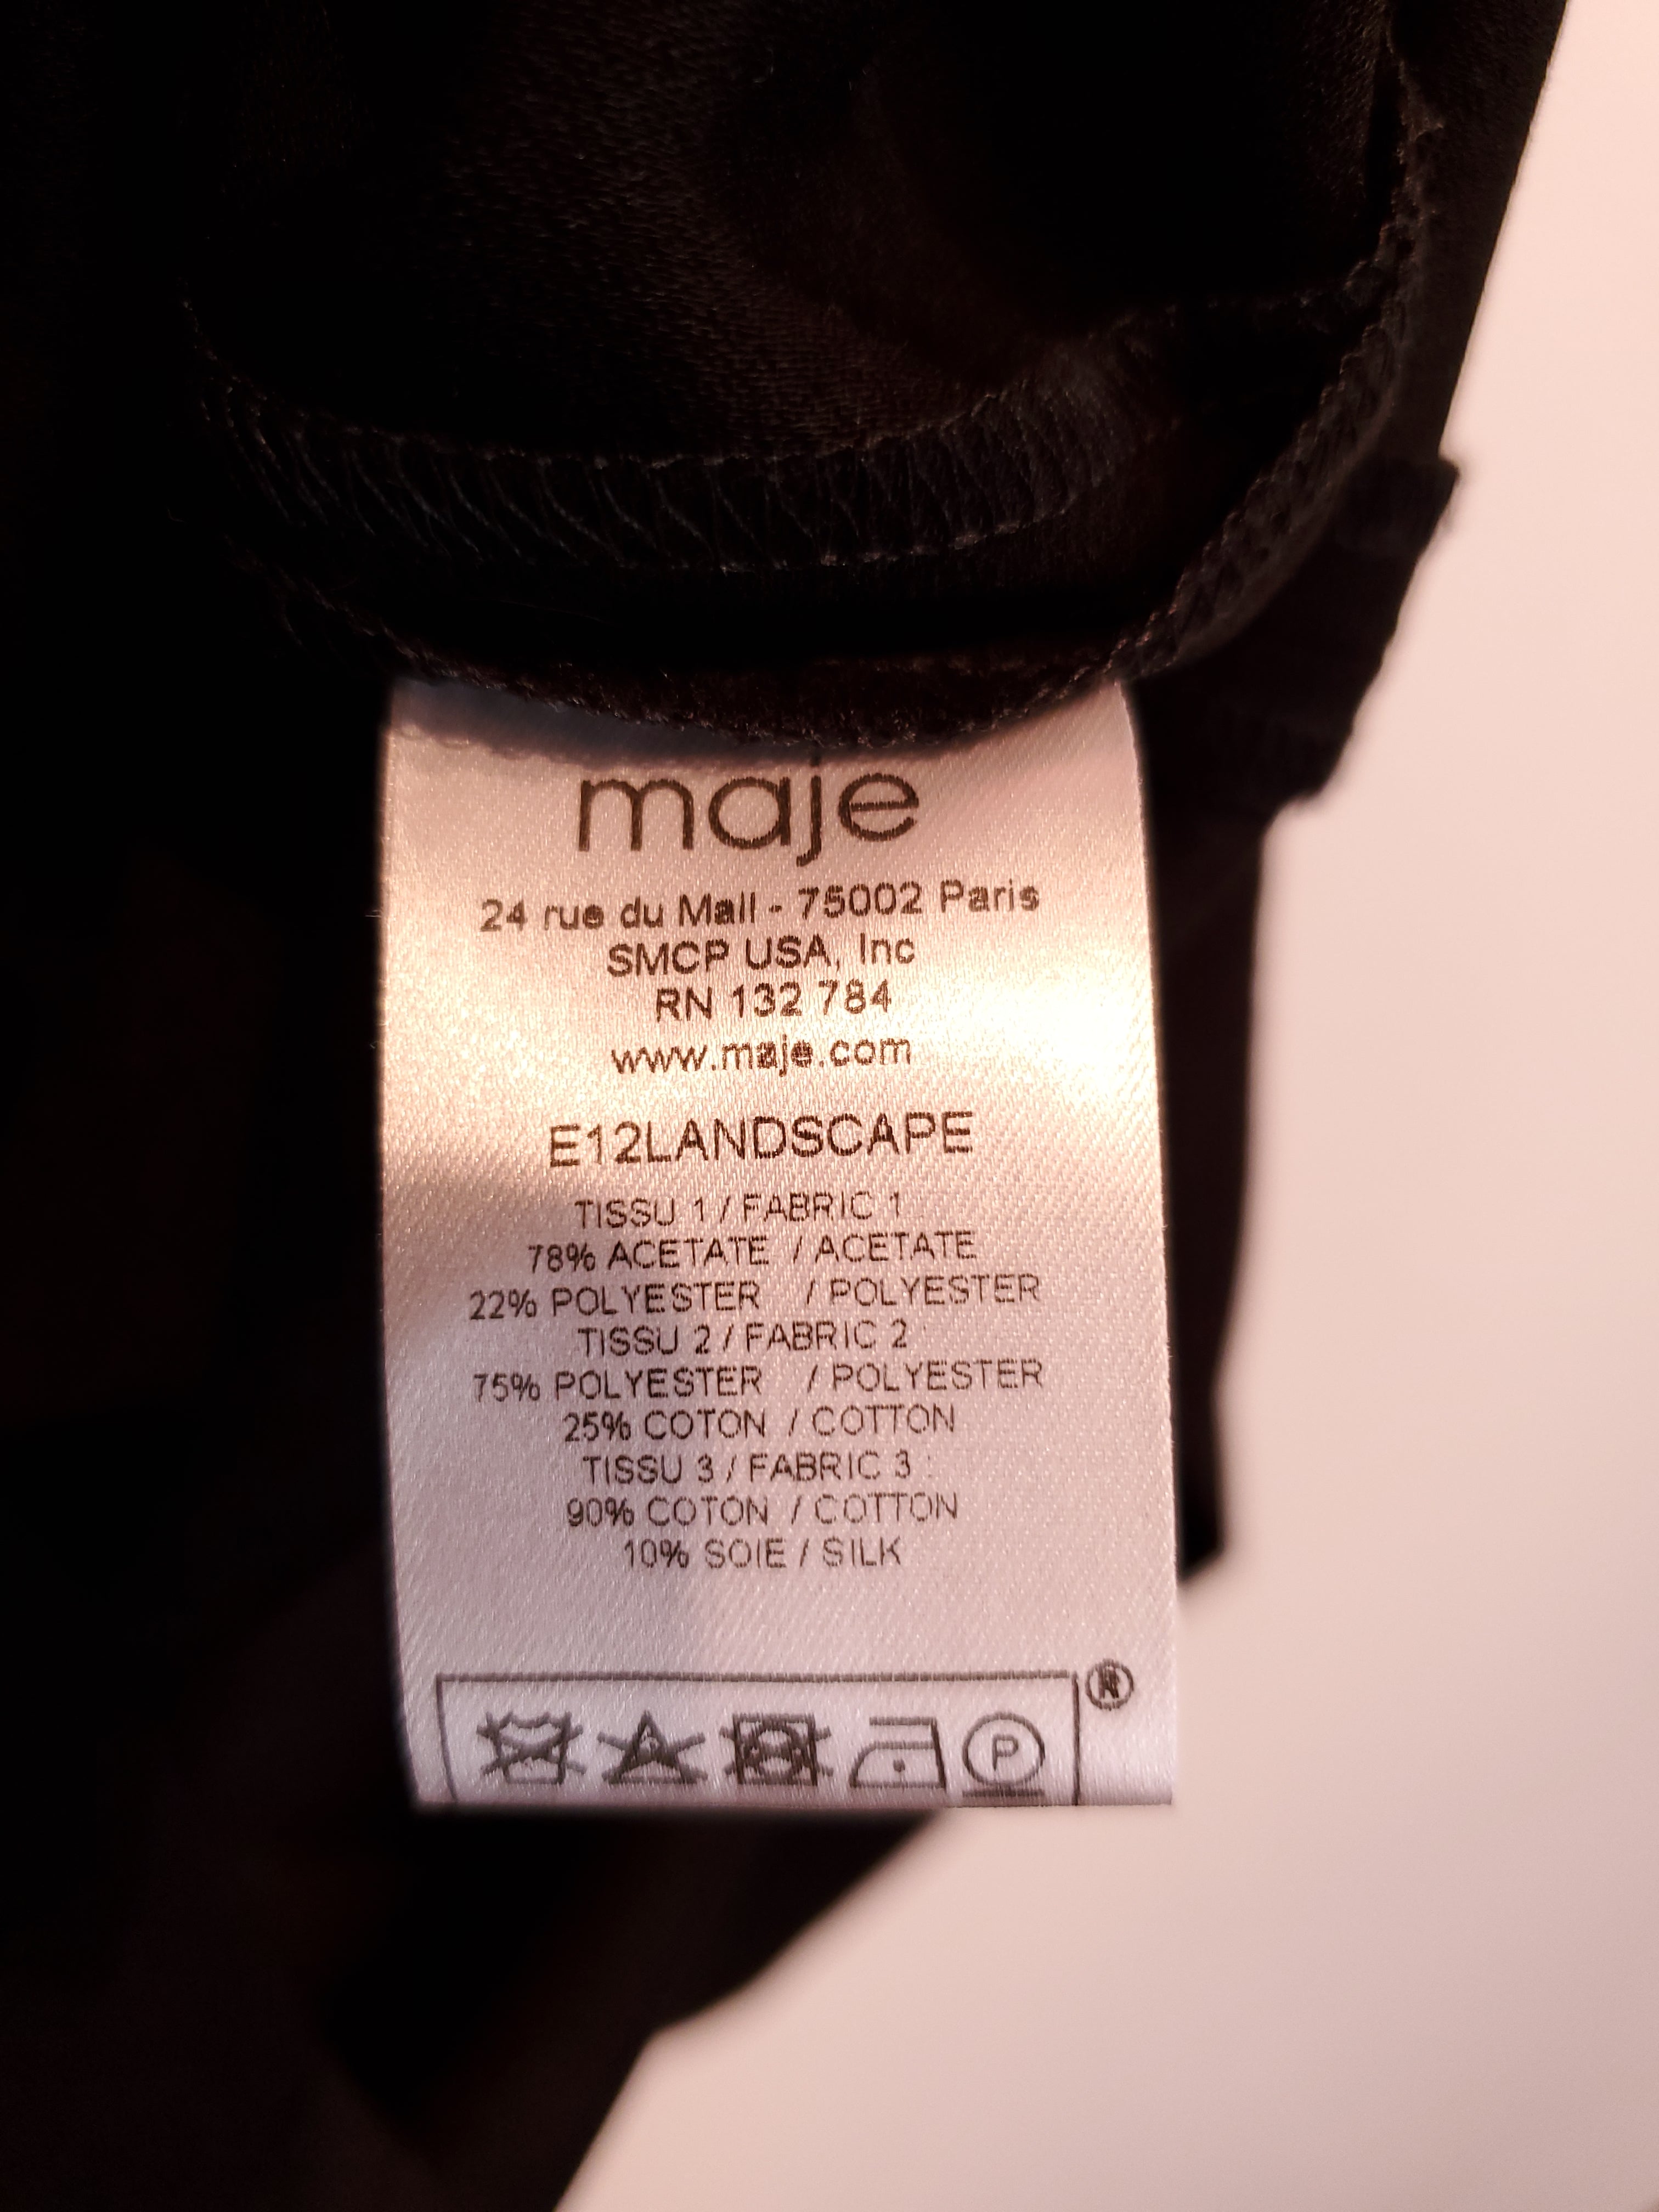 maje
24 rue du Mail - 75002 Paris
SMCP USA, Inc
RN 132 784
www.maje.com
E12LANDSCAPE
TISSU 1 / FABRIC 1 :
78% ACETATE / ACETATE
22% POLYESTER / POLYESTER
TISSU 2 / FABRIC 2 :
75% POLYESTER / POLYESTER
25% COTON / COTTON
TISSU 3 / FABRIC 3 :
90% COTON / COTTON
10% SOIE / SILK
®
P